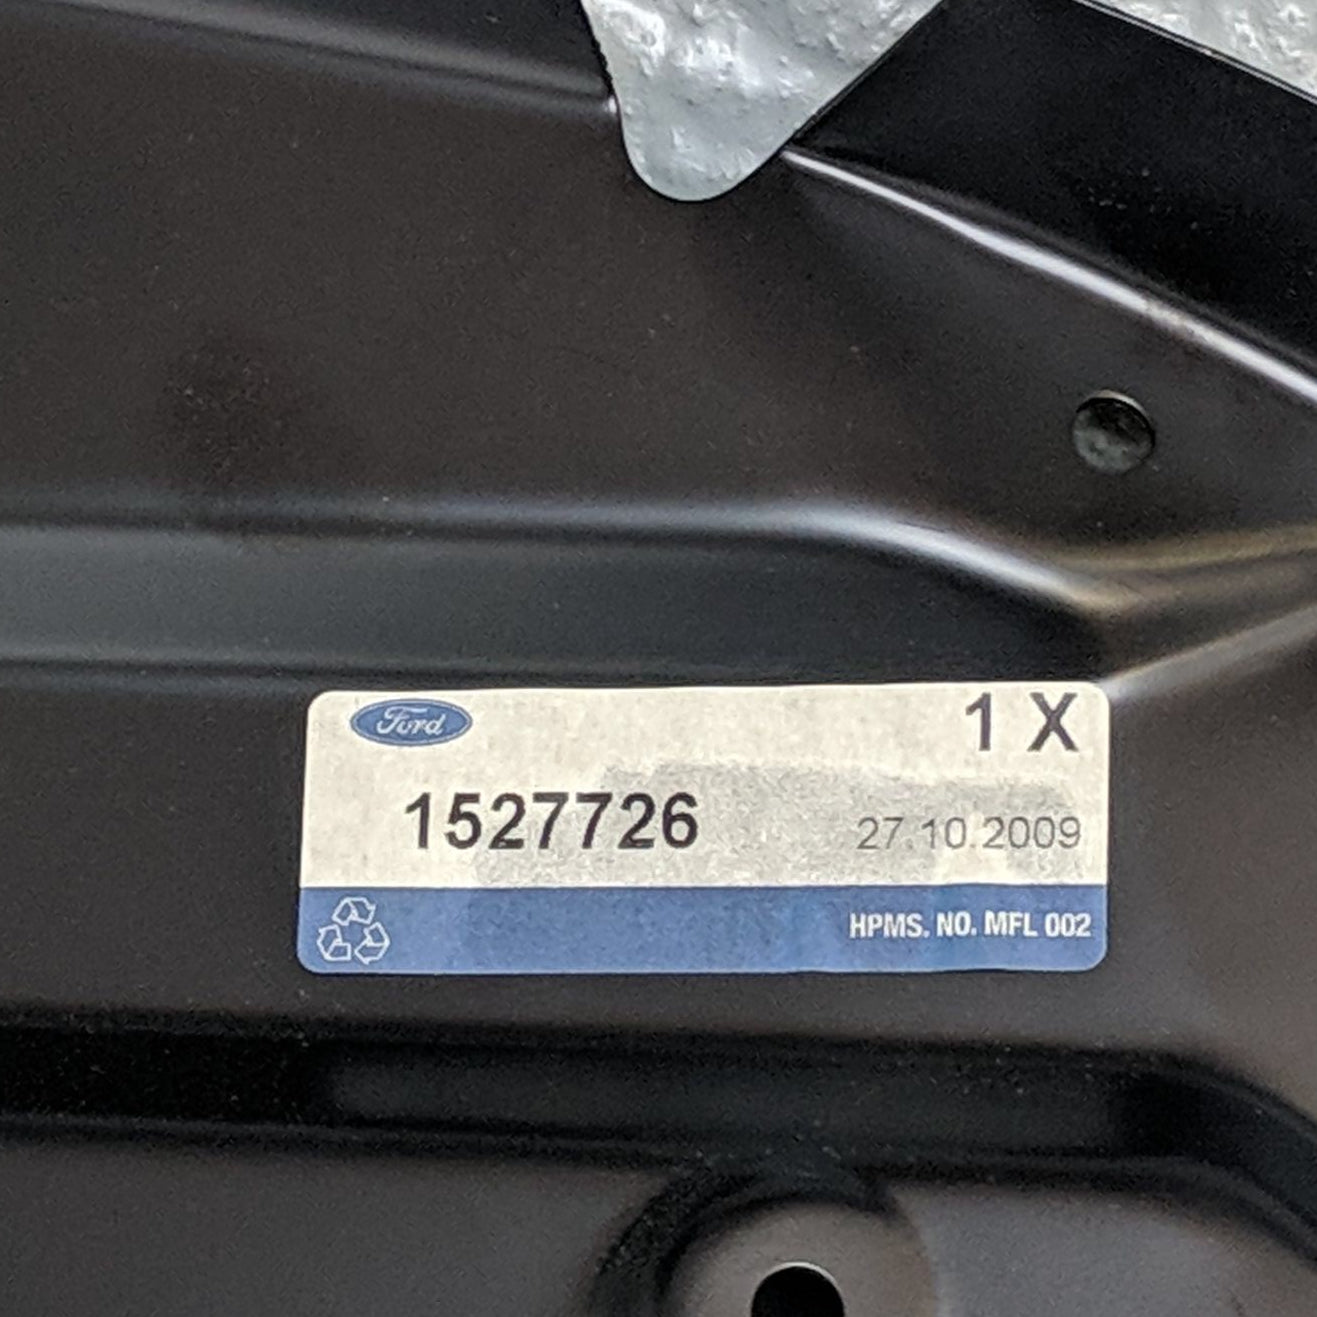 Ford
1 X
1527726
27.10.2009
HPMS. NO. MFL 002